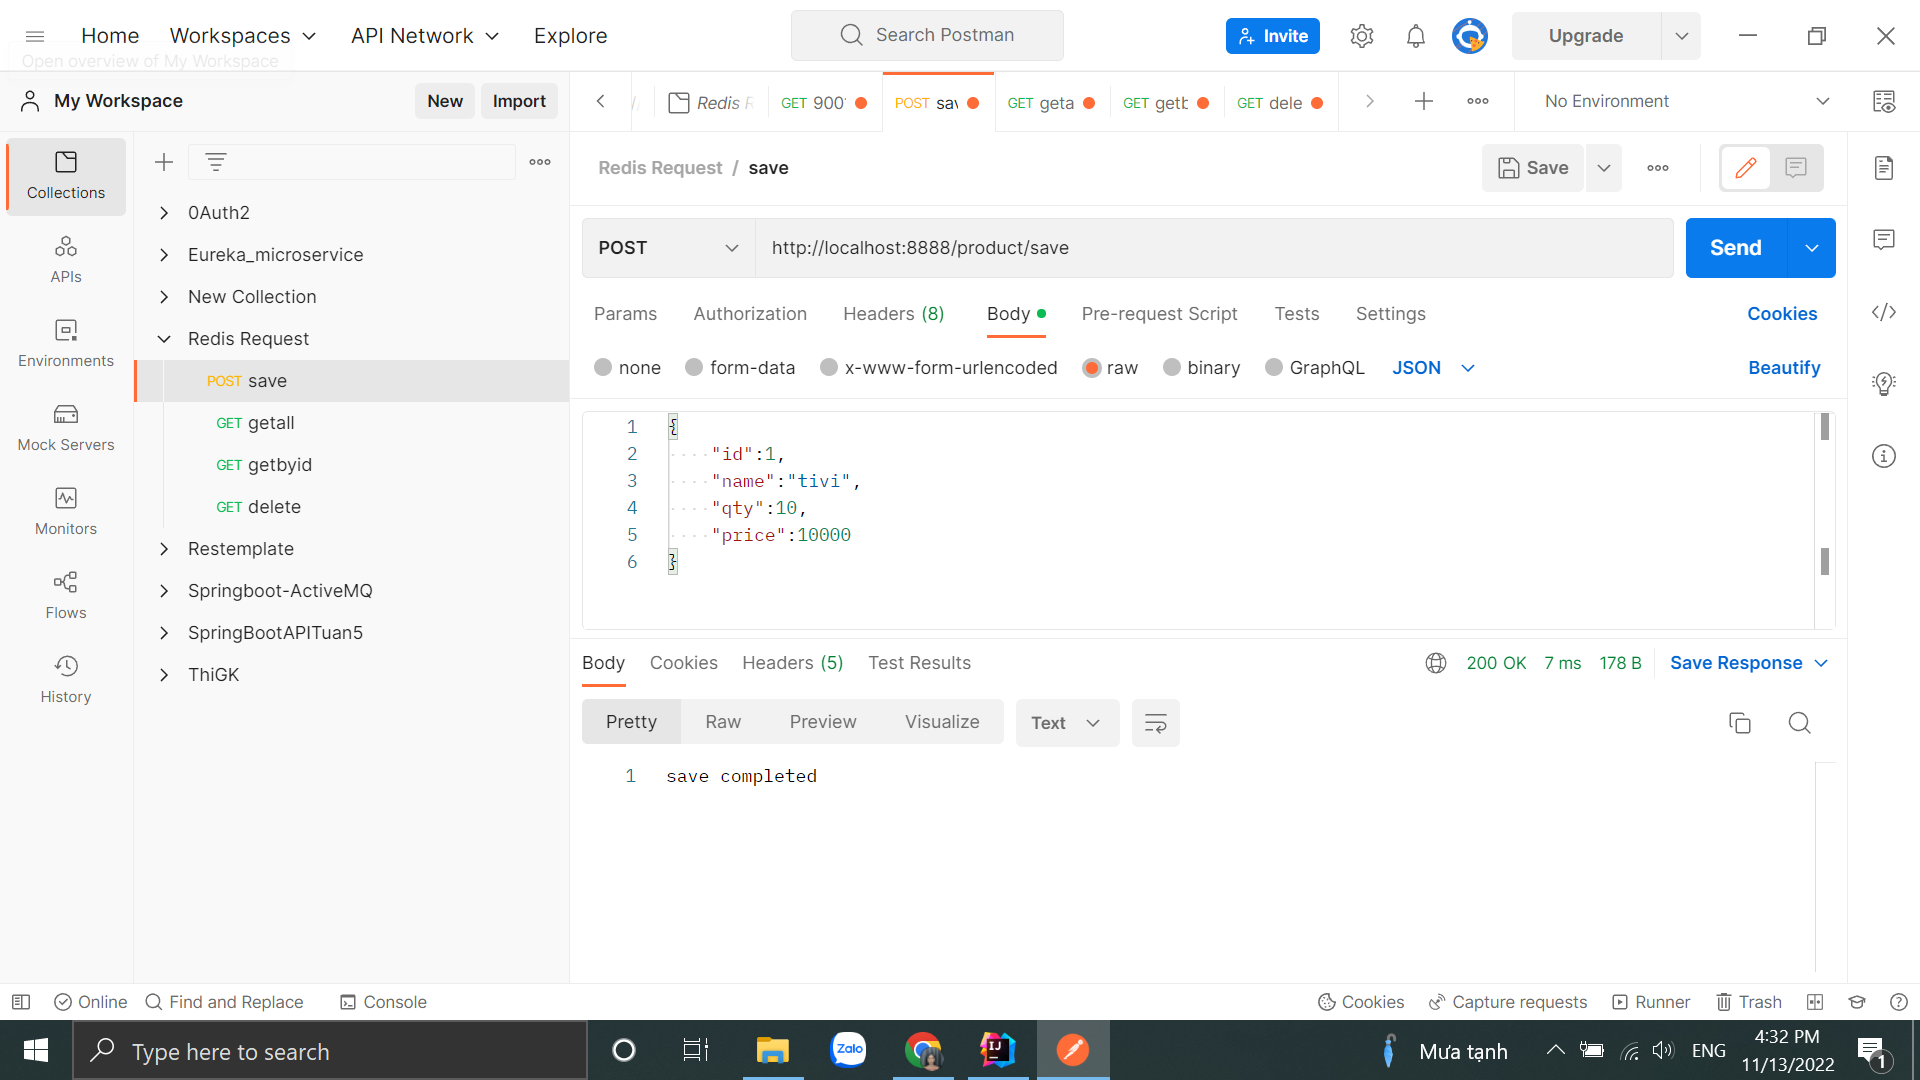 Home Workspaces API Network Explore Search Postman Invite Upgrade
Open overview of My Workspace
My Workspace New Import
Redis R GET 900 POST sav GET geta GET getb GET dele No Environment
Collections
APIs
Environments
Mock Servers
Monitors
Flows
History
0Auth2
Eureka_microservice
New Collection
Redis Request
POST save
GET getall
GET getbyid
GET delete
Restemplate
Springboot-ActiveMQ
SpringBootAPITuan5
ThiGK
Redis Request / save Save
POST http://localhost:8888/product/save Send
Params Authorization Headers (8) Body Pre-request Script Tests Settings Cookies
none form-data x-www-form-urlencoded raw binary GraphQL JSON Beautify
1 {
2 "id":1,
3 "name":"tivi",
4 "qty":10,
5 "price":10000
6 }
Body Cookies Headers (5) Test Results 200 OK 7 ms 178 B Save Response
Pretty Raw Preview Visualize Text
1 save completed
Online Find and Replace Console Cookies Capture requests Runner Trash
Type here to search Zalo IJ Mưa tạnh ENG 4:32 PM
11/13/2022 1